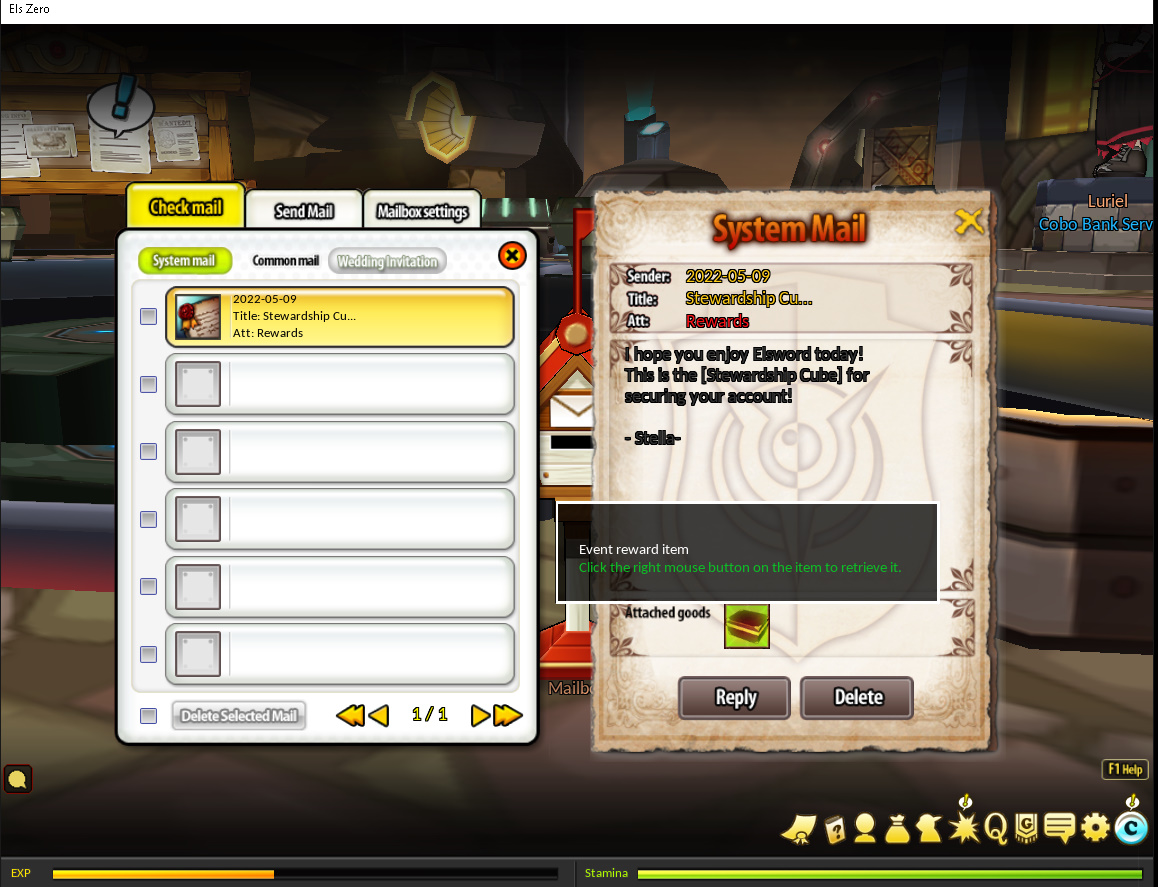 Els Zero
WANTED
Luriel
Cobo Bank Serv
Check mail
Send Mail
Mailbox settings
System mail
Common mail
Wedding invitation
2022-05-09
Title: Stewardship Cu...
Att: Rewards
Delete Selected Mail
1 / 1
System Mail
Sender: 2022-05-09
Title: Stewardship Cu...
Att: Rewards
I hope you enjoy Elsword today!
This is the [Stewardship Cube] for
securing your account!
- Stella-
Event reward item
Click the right mouse button on the item to retrieve it.
Attached goods
Reply
Delete
Mailbo
F1 Help
Q
G
C
EXP
Stamina